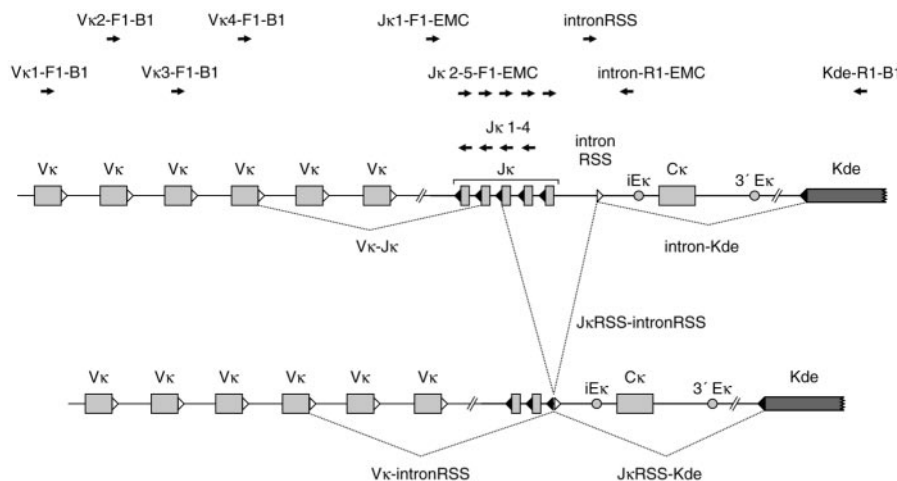 Vκ2-F1-B1 Vκ4-F1-B1 Jκ1-F1-EMC intronRSS
Vκ1-F1-B1 Vκ3-F1-B1 Jκ 2-5-F1-EMC intron-R1-EMC Kde-R1-B1
Jκ 1-4
intron
RSS
Vκ Vκ Vκ Vκ Vκ Vκ Jκ iEκ Cκ 3´ Eκ Kde
Vκ-Jκ intron-Kde
JκRSS-intronRSS
Vκ Vκ Vκ Vκ Vκ Vκ iEκ Cκ 3´ Eκ Kde
Vκ-intronRSS JκRSS-Kde